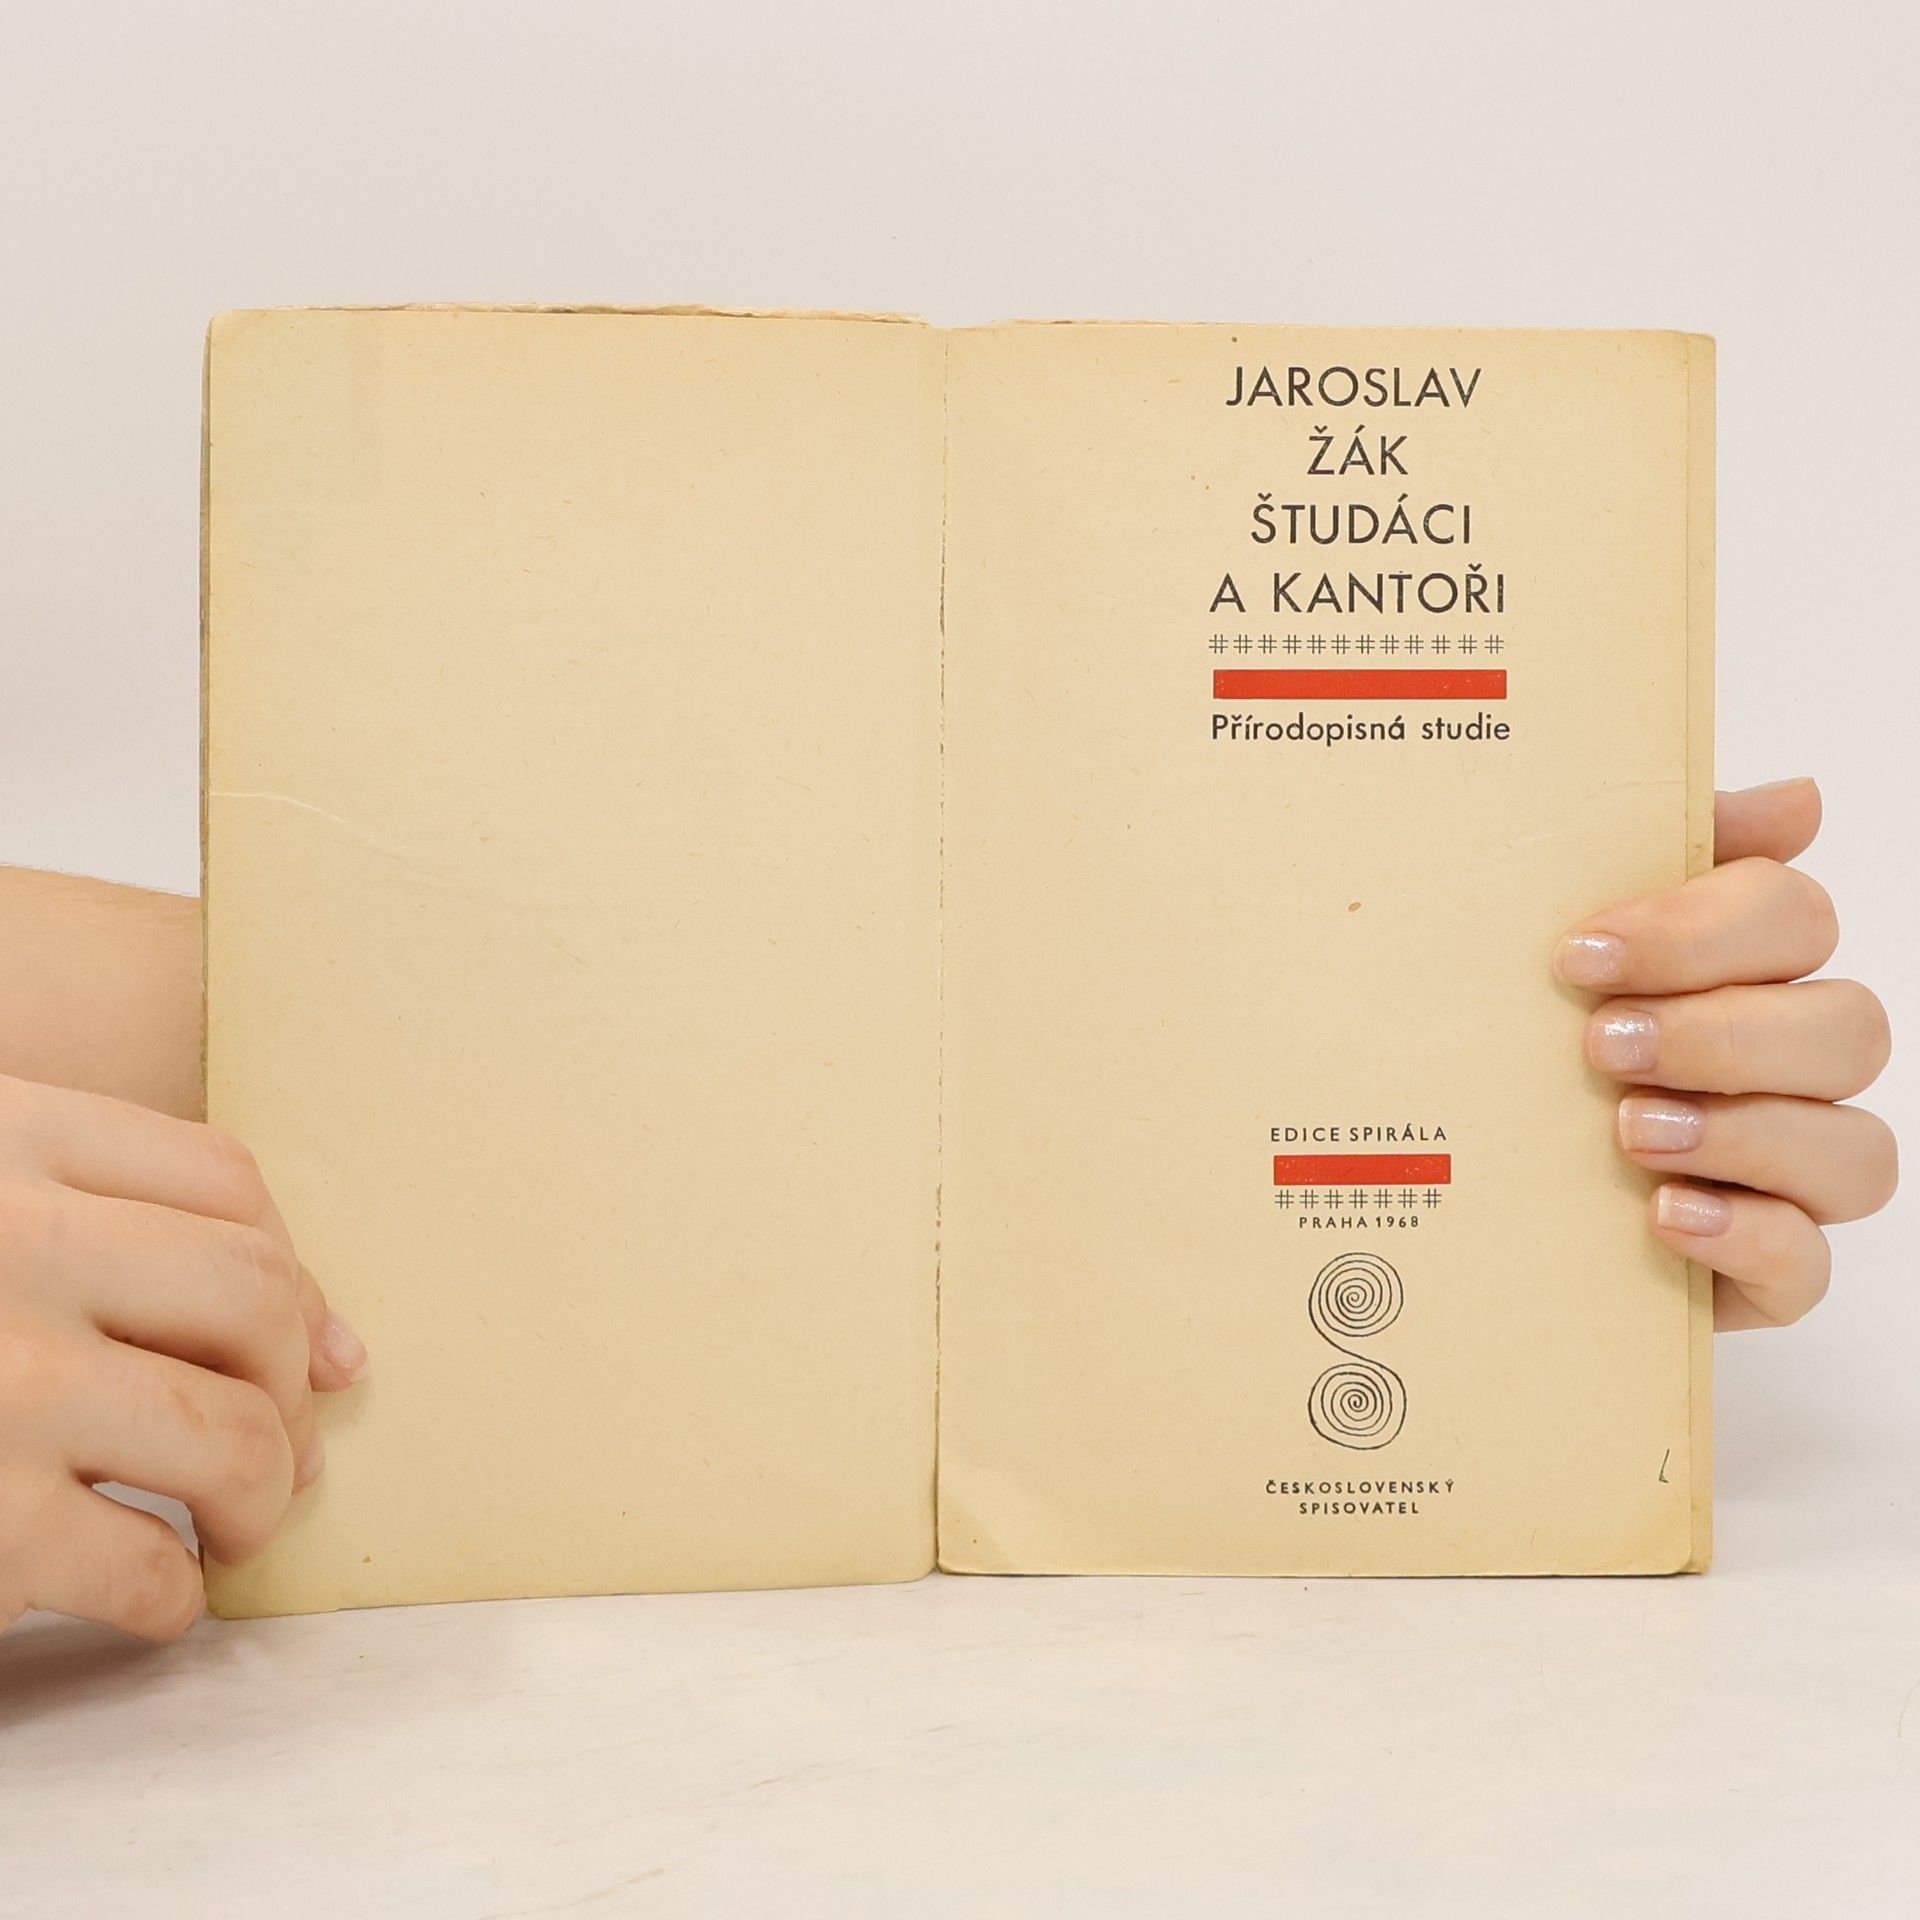 JAROSLAV
ŽÁK
ŠTUDÁCI
A KANTOŘI
############
Přírodopisná studie
EDICE SPIRÁLA
#######
PRAHA 1968
ČESKOSLOVENSKÝ
SPISOVATEL